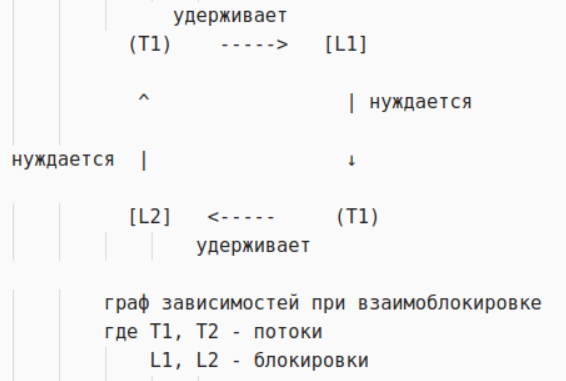 удерживает
(T1) -----> [L1]
^ | нуждается
нуждается | ↓
[L2] <----- (T1)
удерживает
граф зависимостей при взаимоблокировке
где T1, T2 - потоки
L1, L2 - блокировки